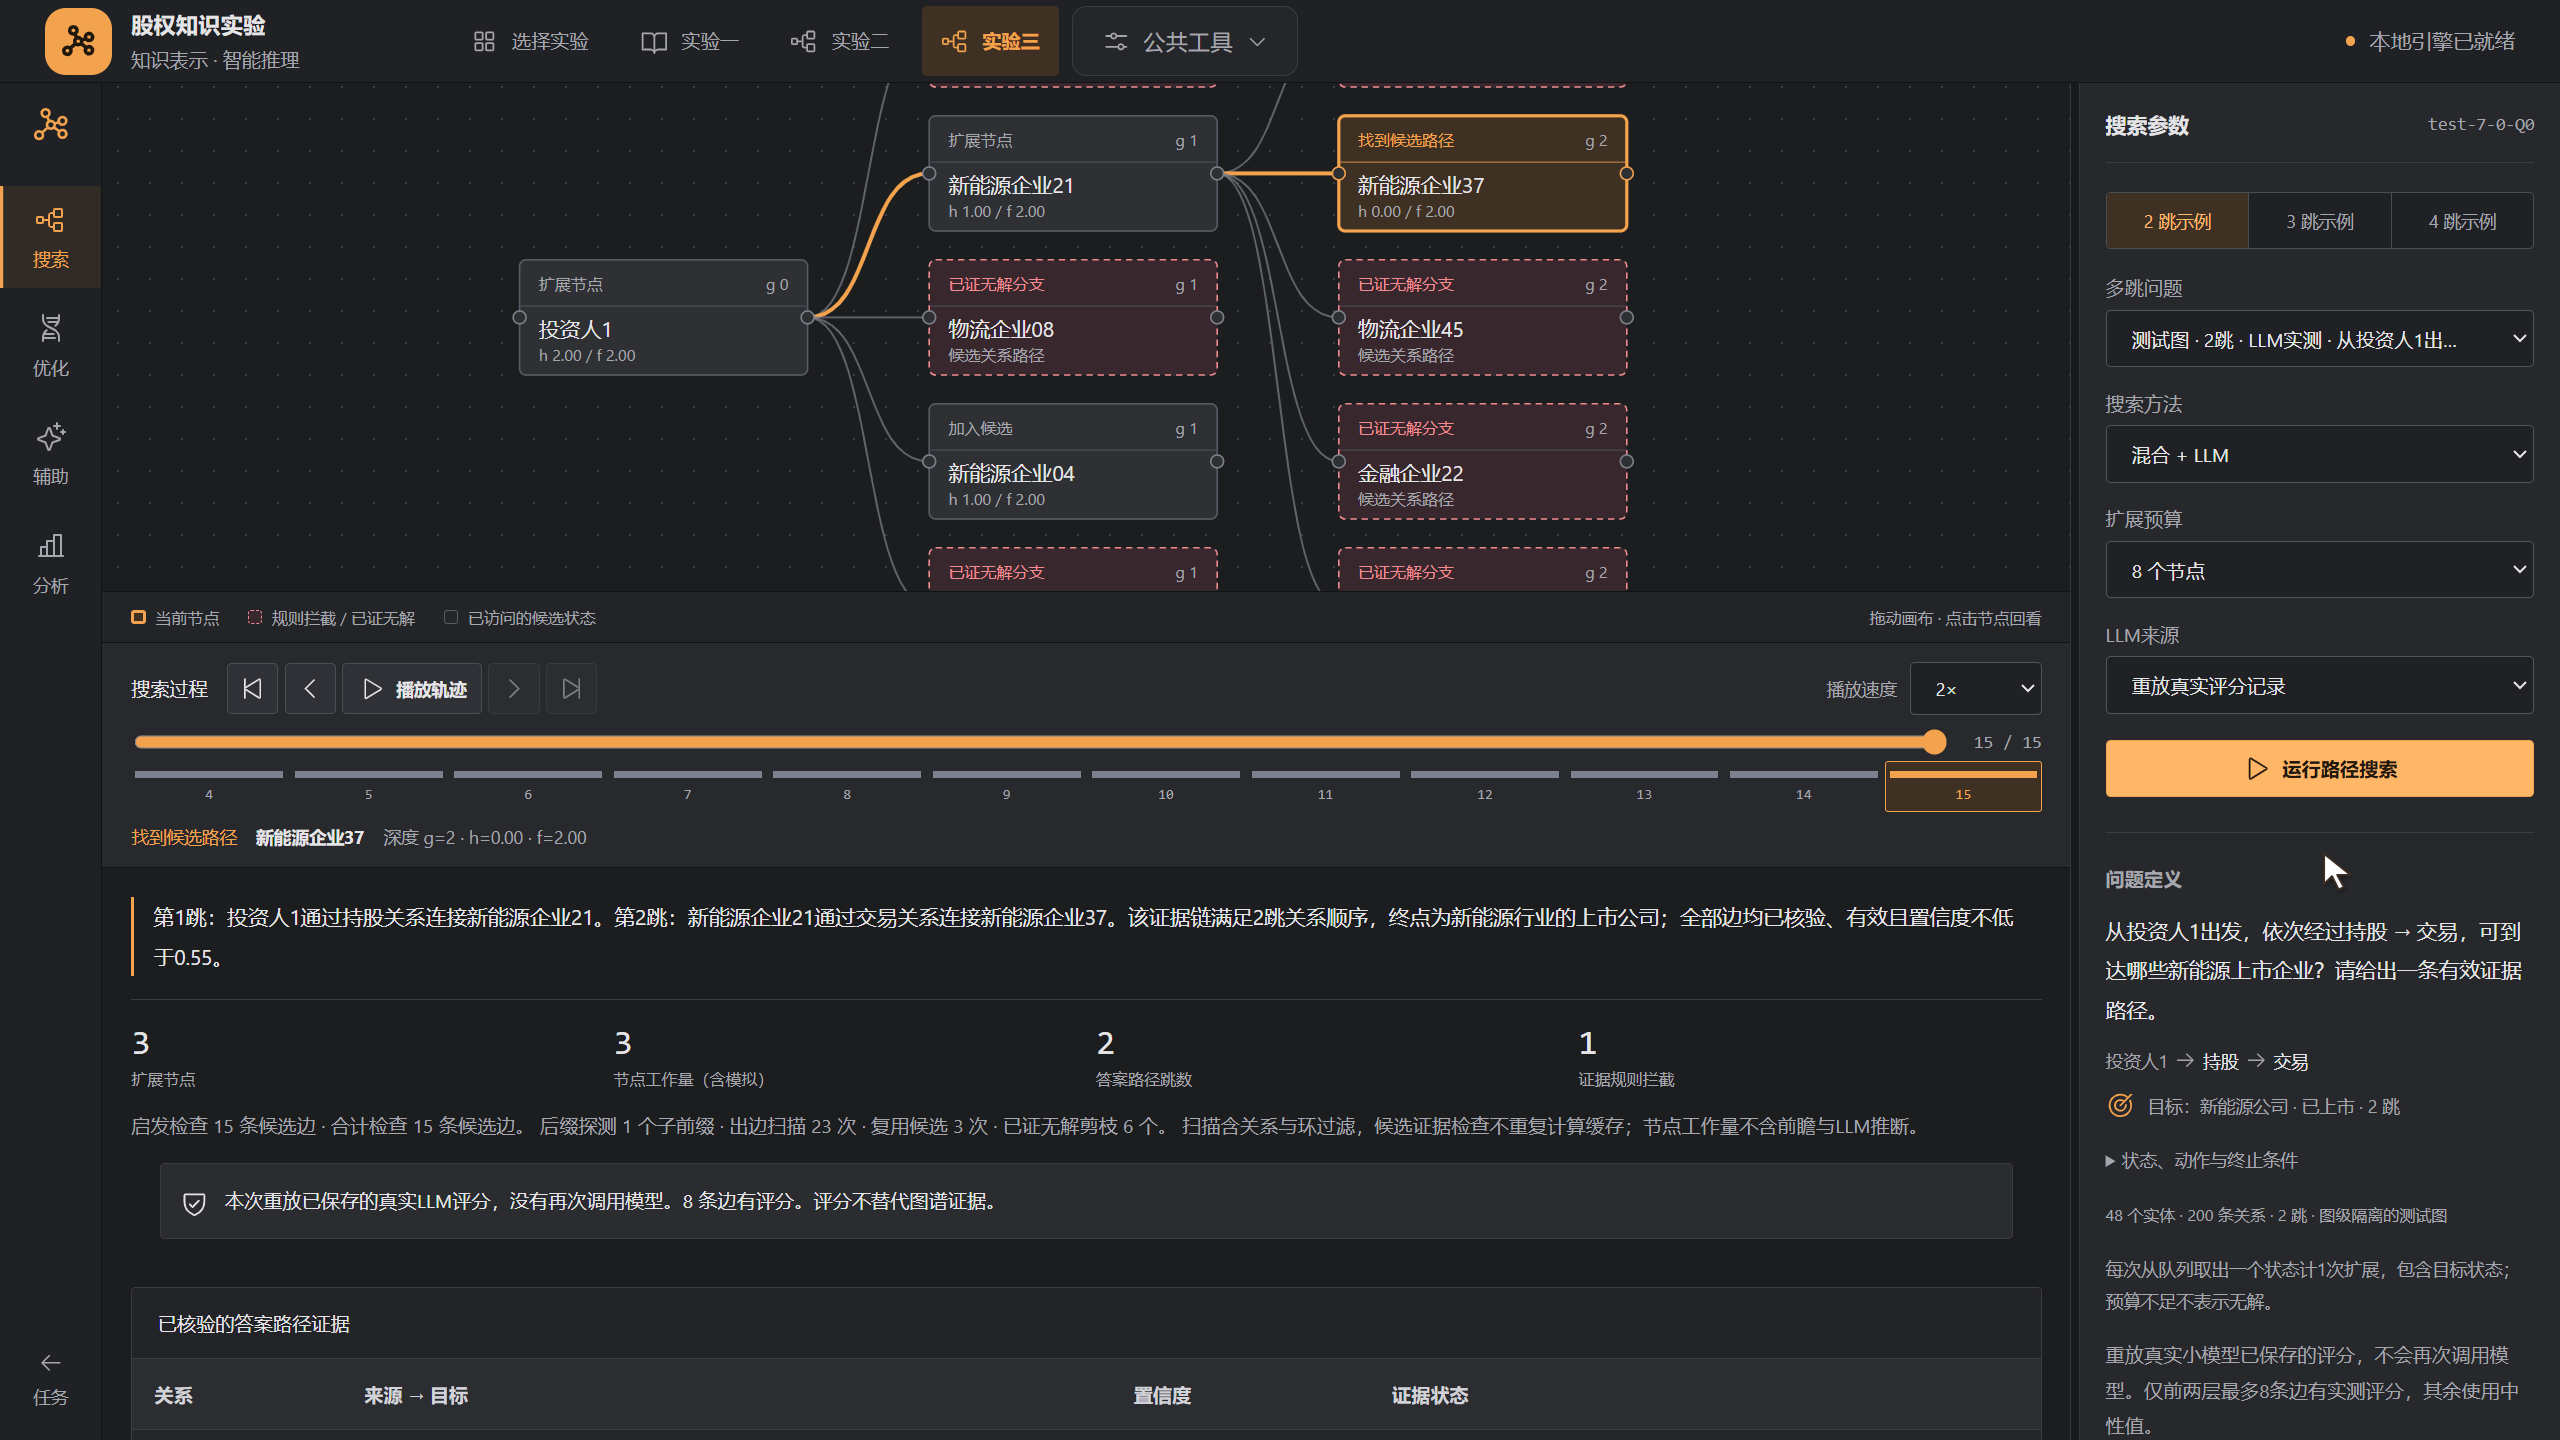 股权知识实验
知识表示 · 智能推理
选择实验
实验一
实验二
实验三
公共工具
本地引擎已就绪
搜索
优化
辅助
分析
任务
扩展节点 g 0
投资人1
h 2.00 / f 2.00
扩展节点 g 1
新能源企业21
h 1.00 / f 2.00
已证无解分支 g 1
物流企业08
候选关系路径
加入候选 g 1
新能源企业04
h 1.00 / f 2.00
已证无解分支 g 1
找到候选路径 g 2
新能源企业37
h 0.00 / f 2.00
已证无解分支 g 2
物流企业45
候选关系路径
已证无解分支 g 2
金融企业22
候选关系路径
已证无解分支 g 2
当前节点 规则拦截 / 已证无解 已访问的候选状态
拖动画布 · 点击节点回看
搜索过程 播放轨迹
播放速度 2×
15 / 15
4 5 6 7 8 9 10 11 12 13 14 15
找到候选路径 新能源企业37 深度 g=2 · h=0.00 · f=2.00
第1跳：投资人1通过持股关系连接新能源企业21。第2跳：新能源企业21通过交易关系连接新能源企业37。该证据链满足2跳关系顺序，终点为新能源行业的上市公司；全部边均已核验、有效且置信度不低
于0.55。
3
扩展节点
3
节点工作量（含模拟）
2
答案路径跳数
1
证据规则拦截
启发检查 15 条候选边 · 合计检查 15 条候选边。 后缀探测 1 个子前缀 · 出边扫描 23 次 · 复用候选 3 次 · 已证无解剪枝 6 个。 扫描含关系与环过滤，候选证据检查不重复计算缓存；节点工作量不含前瞻与LLM推断。
本次重放已保存的真实LLM评分，没有再次调用模型。8 条边有评分。评分不替代图谱证据。
已核验的答案路径证据
关系 来源 → 目标 置信度 证据状态
搜索参数 test-7-0-Q0
2 跳示例 3 跳示例 4 跳示例
多跳问题
测试图 · 2跳 · LLM实测 · 从投资人1出...
搜索方法
混合 + LLM
扩展预算
8 个节点
LLM来源
重放真实评分记录
运行路径搜索
问题定义
从投资人1出发，依次经过持股 → 交易，可到
达哪些新能源上市企业？请给出一条有效证据
路径。
投资人1 → 持股 → 交易
目标：新能源公司 · 已上市 · 2 跳
▶ 状态、动作与终止条件
48 个实体 · 200 条关系 · 2 跳 · 图级隔离的测试图
每次从队列取出一个状态计1次扩展，包含目标状态；
预算不足不表示无解。
重放真实小模型已保存的评分，不会再次调用模
型。仅前两层最多8条边有实测评分，其余使用中
性值。